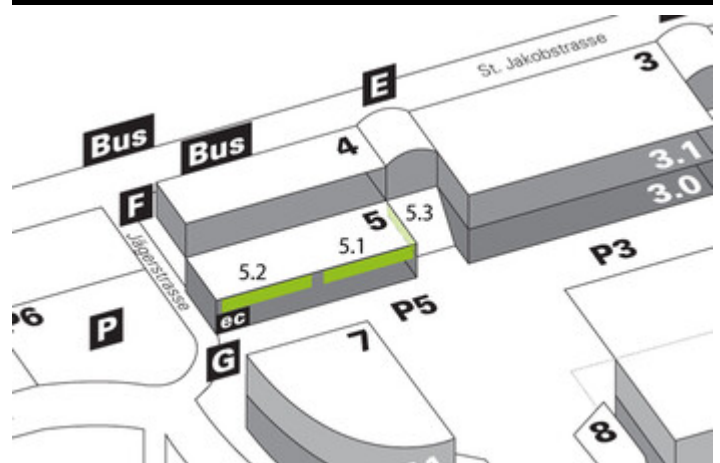 St. Jakobstrasse
E
3
Bus
Bus
4
3.1
3.0
F
5
5.3
5.1
5.2
Jägerstrasse
P3
P6
P
ec
P5
G
7
8